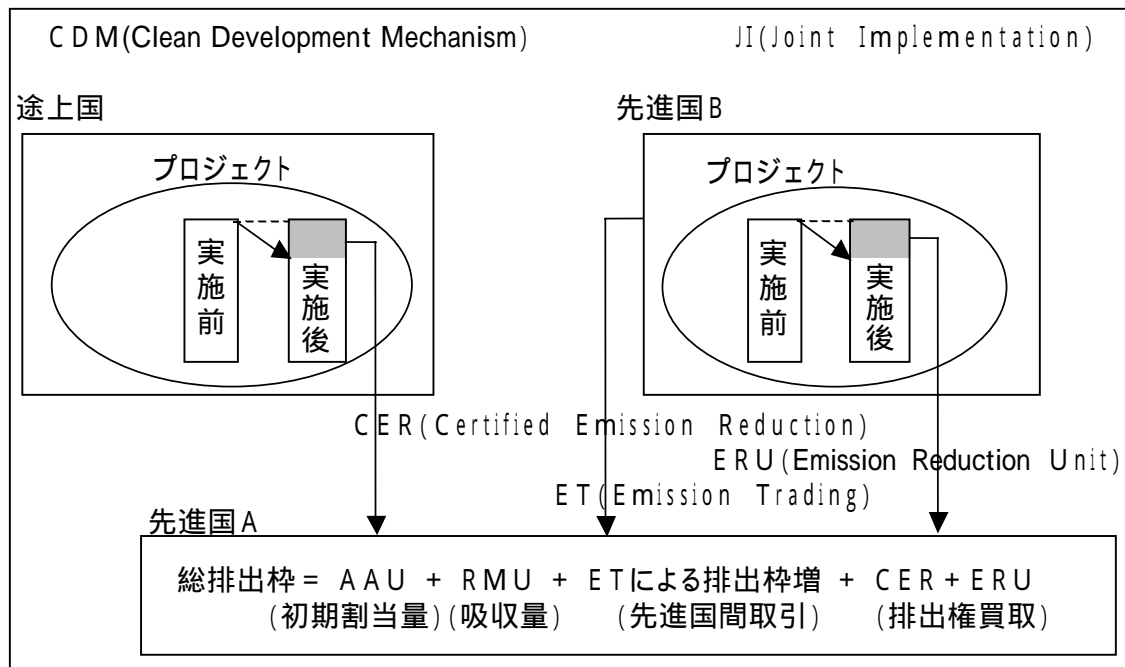 CDM(Clean Development Mechanism) JI(Joint Implementation)
途上国 先進国B
プロジェクト プロジェクト
実施前 実施後 実施前 実施後
CER(Certified Emission Reduction)
ERU(Emission Reduction Unit)
ET(Emission Trading)
先進国A
総排出枠= AAU + RMU + ETによる排出枠増 + CER+ERU
(初期割当量)(吸収量) (先進国間取引) (排出権買取)